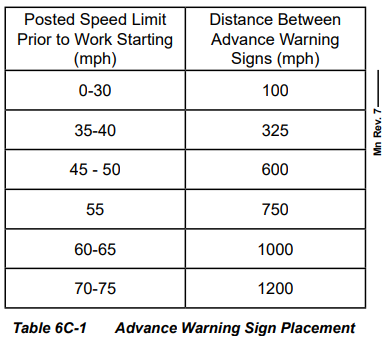 Posted Speed Limit Distance Between
Prior to Work Starting Advance Warning
(mph) Signs (mph)
0-30 100
35-40 325
45 - 50 600
55 750
60-65 1000
70-75 1200
Mn Rev. 7
Table 6C-1 Advance Warning Sign Placement